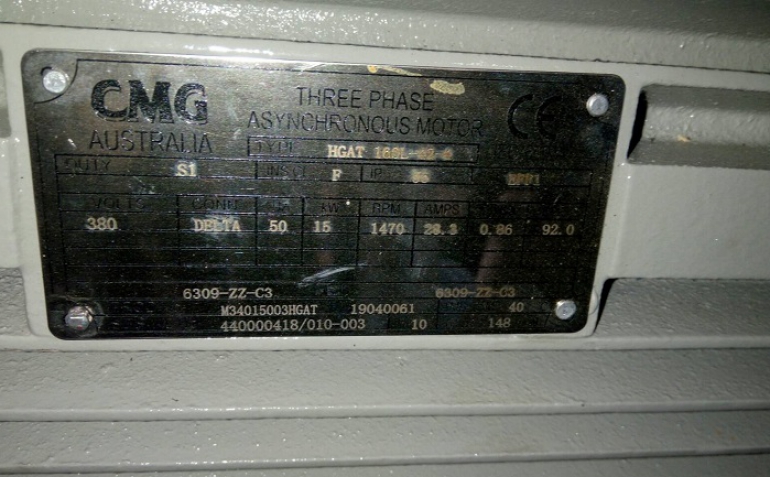 CMG
AUSTRALIA
THREE PHASE
ASYNCHRONOUS MOTOR
CE
TYPE HGAT
DUTY S1 INSUL F IP
VOLTS CONN KW RPM AMPS
380 DELTA 50 15 1470 28.3 0.86 92.0
6309-ZZ-C3 6309-ZZ-C3
M34015003HGAT 19040061 40
440000418/010-003 10 148